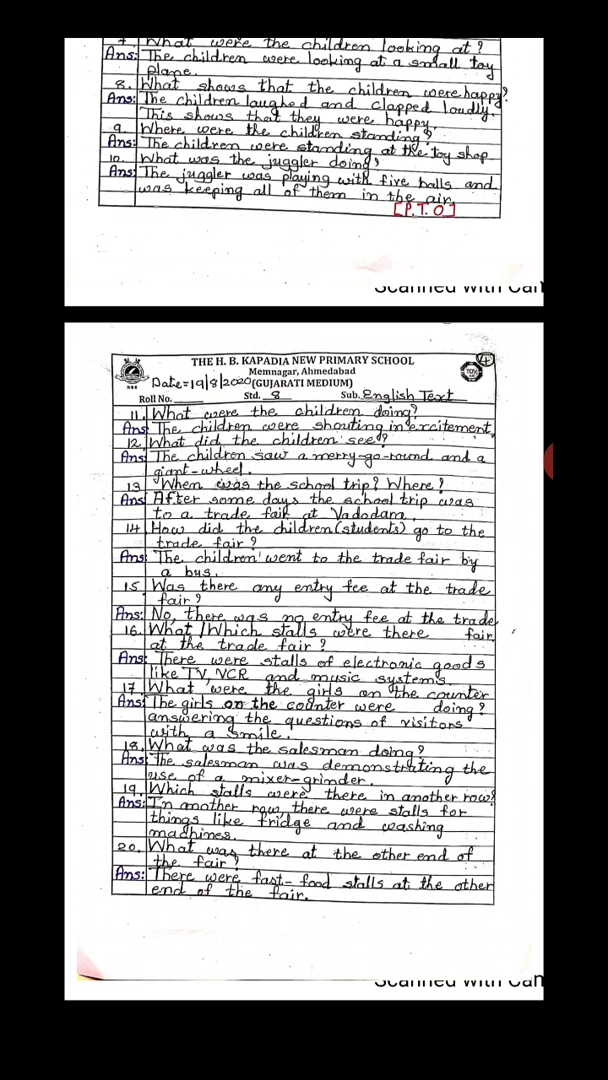 7. What were the children looking at?
Ans: The children were looking at a small toy
plane.
8. What shows that the children were happy?
Ans: The children laughed and clapped loudly.
This shows that they were happy.
9. Where were the children standing?
Ans: The children were standing at the toy shop
10. What was the juggler doing?
Ans: The juggler was playing with five balls and
was keeping all of them in the air.
[P.T.O]
Scanned with Cam
4
THE H. B. KAPADIA NEW PRIMARY SCHOOL
Memnagar, Ahmedabad
Date=19/8/2020 (GUJARATI MEDIUM)
Roll No. Std. 8 Sub. English Text
11. What were the children doing?
Ans: The children were shouting in excitement.
12. What did the children see?
Ans: The children saw a merry-go-round and a
giant-wheel.
13 When was the school trip? Where?
Ans After some days the school trip was
to a trade fair at Vadodara.
14. How did the children (students) go to the
trade fair?
Ans: The children went to the trade fair by
a bus.
15 Was there any entry fee at the trade
fair?
Ans: No, there was no entry fee at the trade
16. What/Which stalls were there fair.
at the trade fair?
Ans: There were stalls of electronic goods
like TV, VCR and music systems.
17. What were the girls on the counter
Ans: The girls on the counter were doing?
answering the questions of visitors
with a smile.
18. What was the salesman doing?
Ans The salesman was demonstrating the
use of a mixer-grinder.
19. Which stalls were there in another row?
Ans: In another row, there were stalls for
things like fridge and washing
machines.
20. What was there at the other end of
the fair?
Ans: There were fast-food stalls at the other
end of the fair.
Scanned with Cam